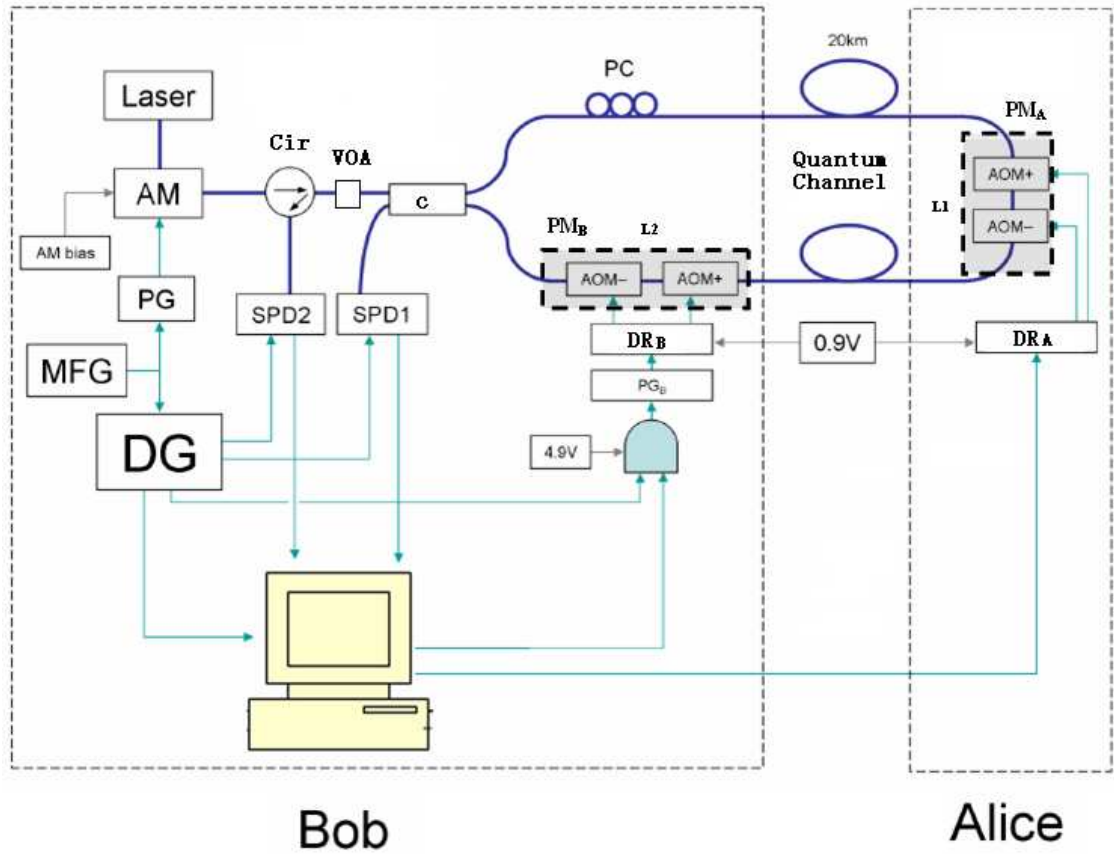 20km
PC
Laser
PMA
Cir
VOA
Quantum
Channel
AOM+
AM
C
L1
AOM−
PMB
L2
AM bias
AOM−
AOM+
PG
SPD2
SPD1
DRB
0.9V
DRA
MFG
PGB
DG
4.9V
Bob
Alice